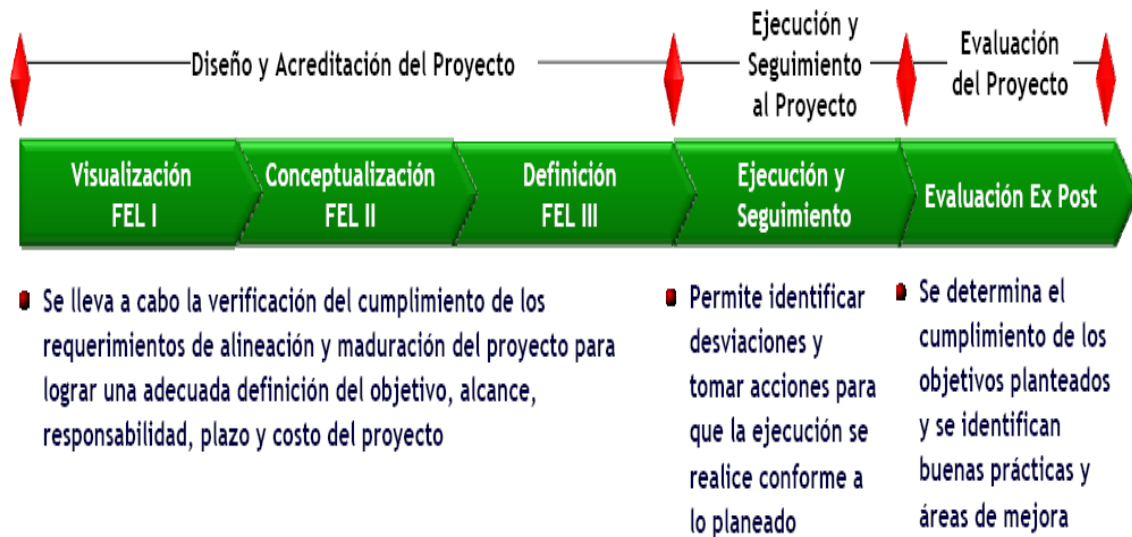 Diseño y Acreditación del Proyecto
Ejecución y
Seguimiento
al Proyecto
Evaluación
del Proyecto
Visualización
FEL I
Conceptualización
FEL II
Definición
FEL III
Ejecución y
Seguimiento
Evaluación Ex Post
Se lleva a cabo la verificación del cumplimiento de los
requerimientos de alineación y maduración del proyecto para
lograr una adecuada definición del objetivo, alcance,
responsabilidad, plazo y costo del proyecto
Permite identificar
desviaciones y
tomar acciones para
que la ejecución se
realice conforme a
lo planeado
Se determina el
cumplimiento de los
objetivos planteados
y se identifican
buenas prácticas y
áreas de mejora